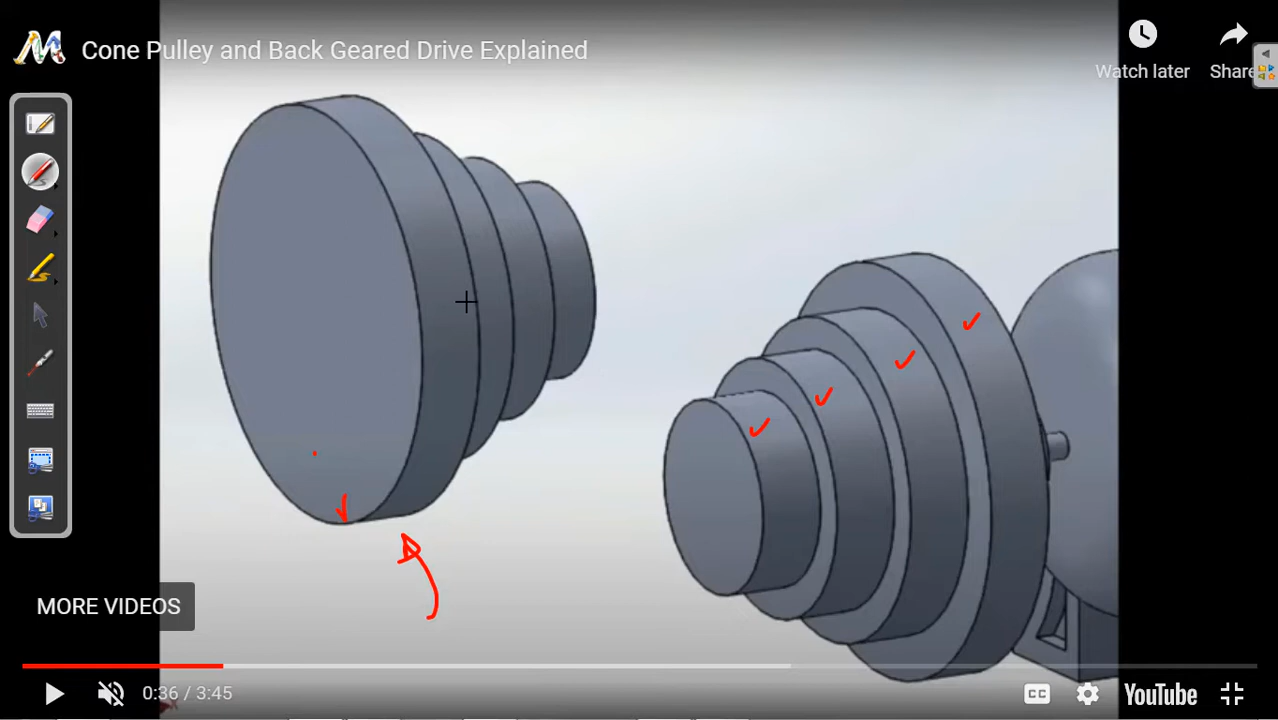 Cone Pulley and Back Geared Drive Explained
Watch later
Share
MORE VIDEOS
0:36 / 3:45
CC
YouTube